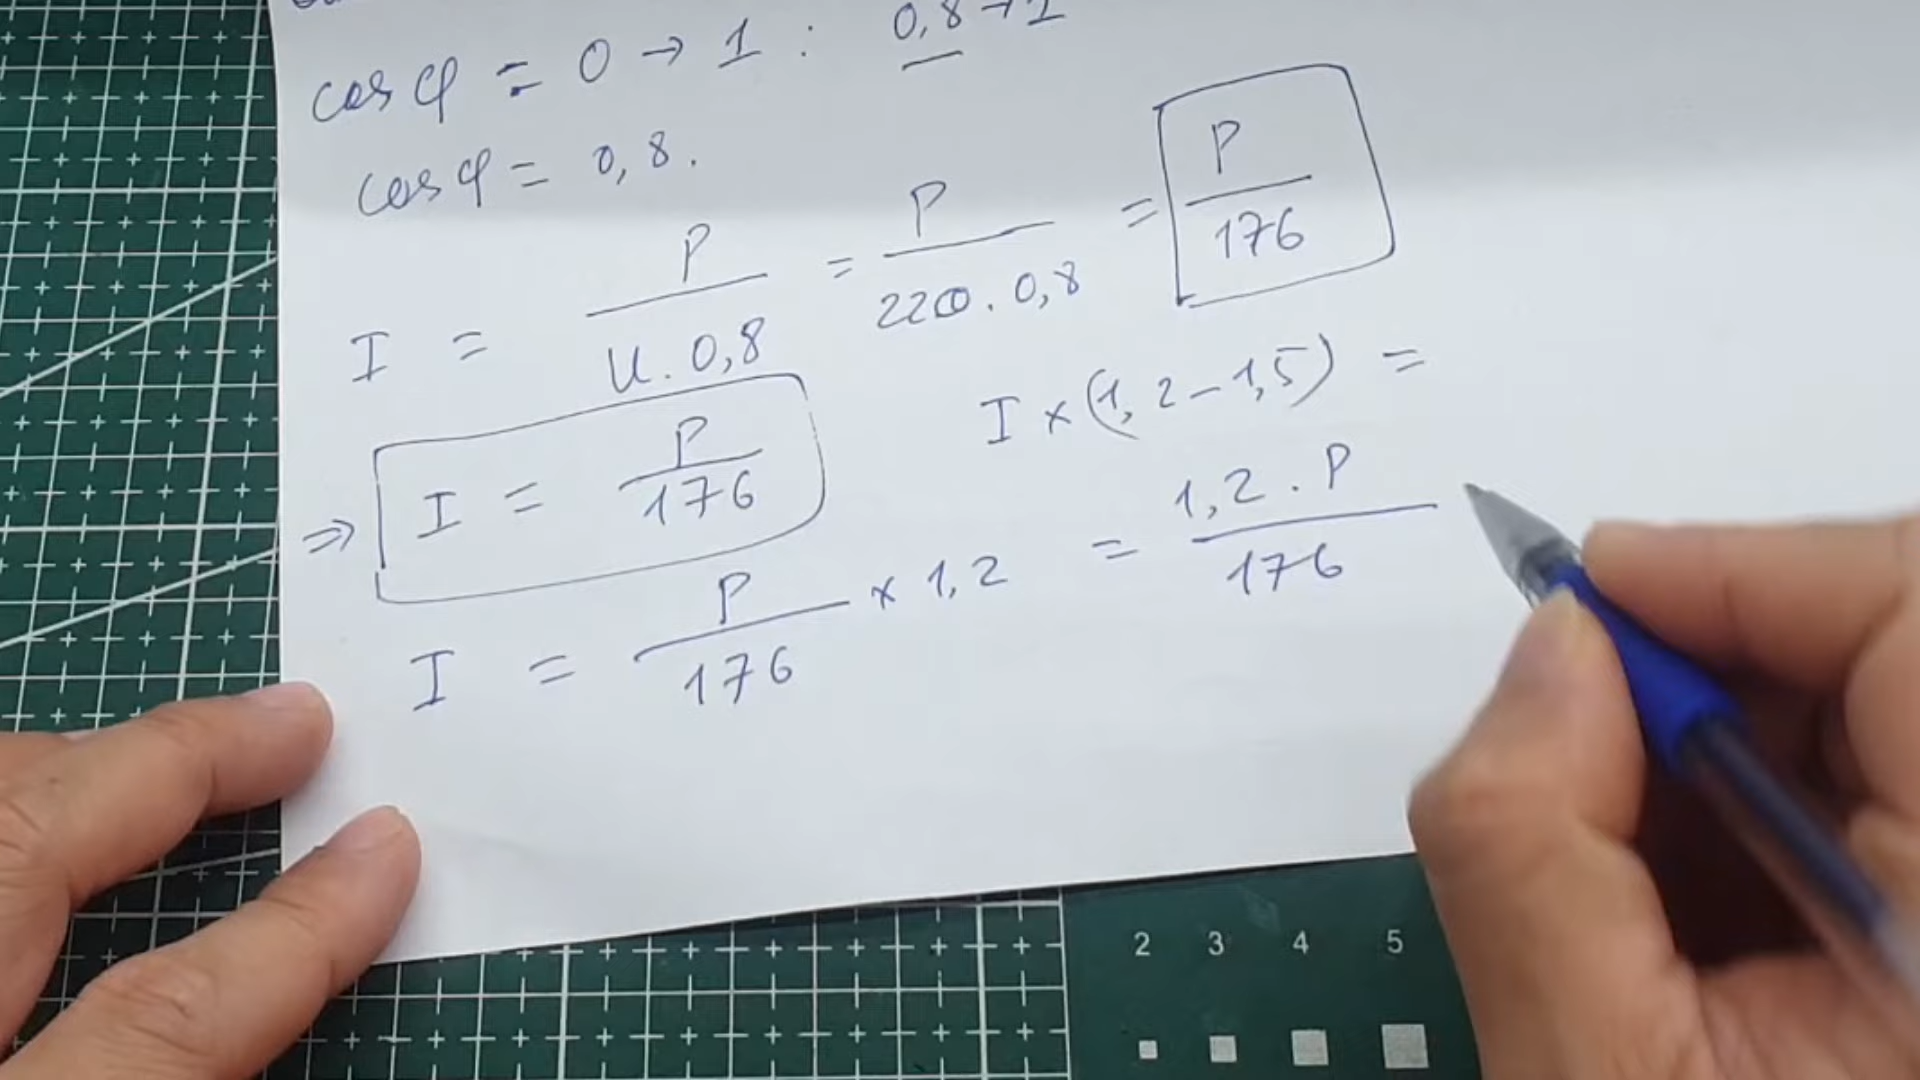 cos φ = 0 → 1 : 0,8 → 1
cos φ = 0,8.
I = P / U. 0,8 = P / 220. 0,8 = P / 176
I × (1, 2 - 1,5) =
⇒ I = P / 176
I = P / 176 × 1,2 = 1,2 . P / 176
2 3 4 5